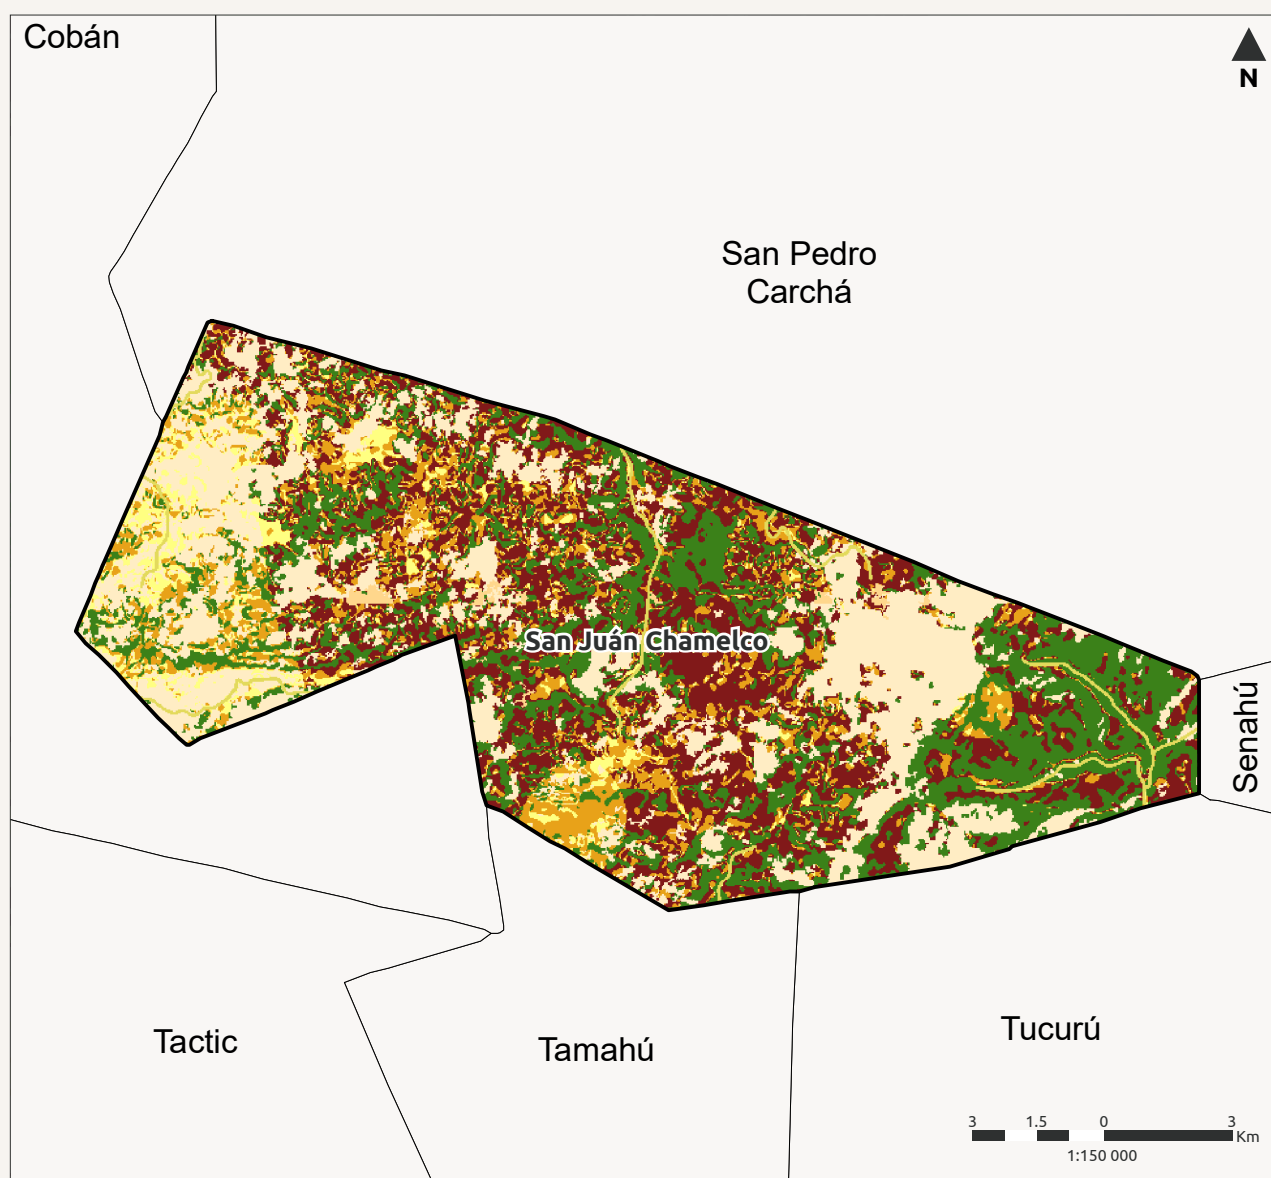 Cobán
N
San Pedro
Carchá
San Juán Chamelco
Senahú
Tactic
Tamahú
Tucurú
3 1.5 0 3
Km
1:150 000